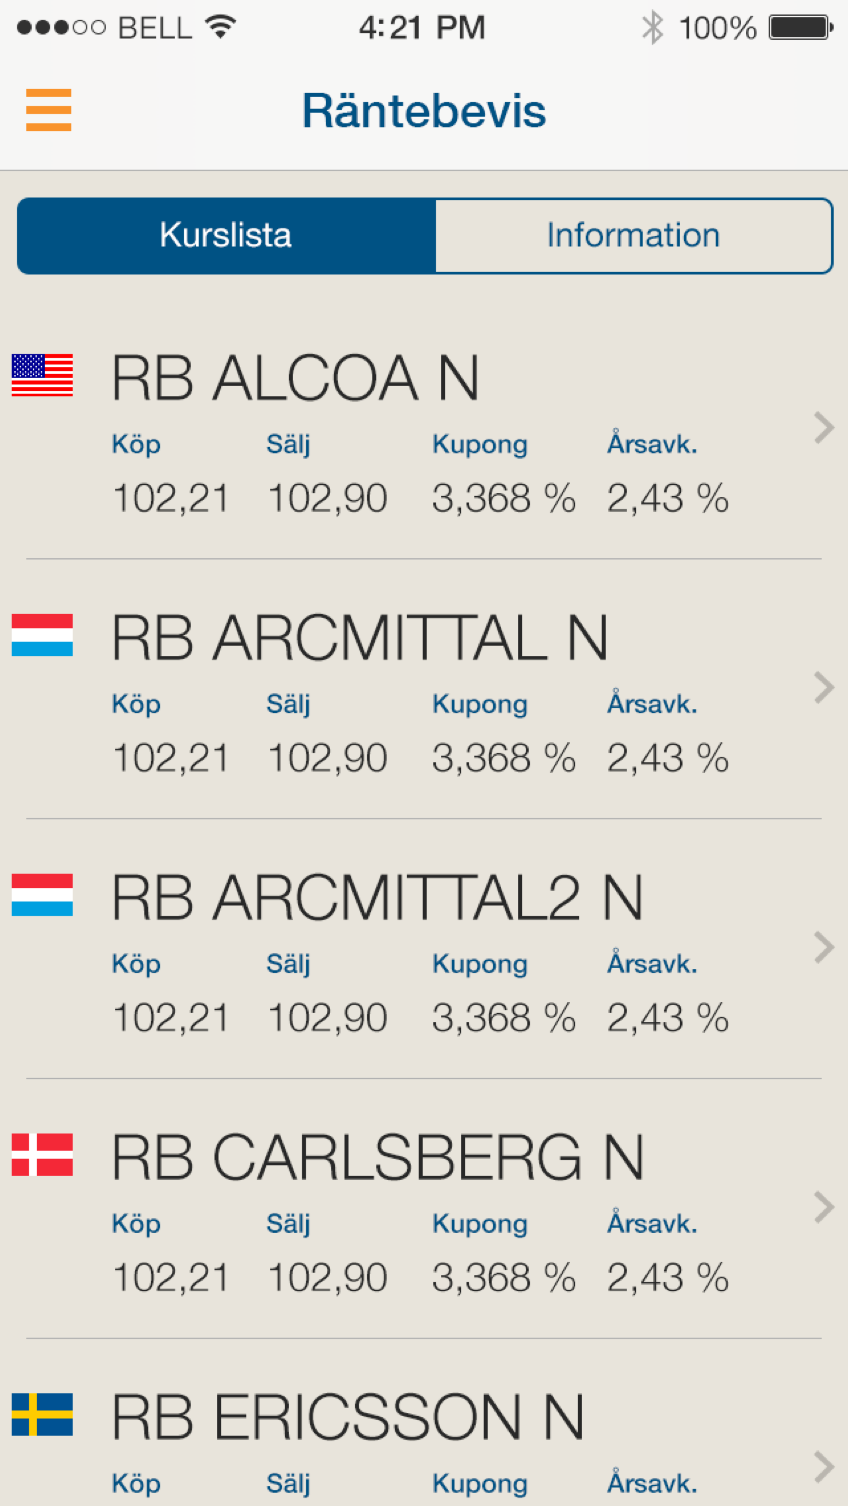 BELL 4:21 PM 100%
Räntebevis
Kurslista Information
RB ALCOA N
Köp Sälj Kupong Årsavk.
102,21 102,90 3,368 % 2,43 %
RB ARCMITTAL N
Köp Sälj Kupong Årsavk.
102,21 102,90 3,368 % 2,43 %
RB ARCMITTAL2 N
Köp Sälj Kupong Årsavk.
102,21 102,90 3,368 % 2,43 %
RB CARLSBERG N
Köp Sälj Kupong Årsavk.
102,21 102,90 3,368 % 2,43 %
RB ERICSSON N
Köp Sälj Kupong Årsavk.